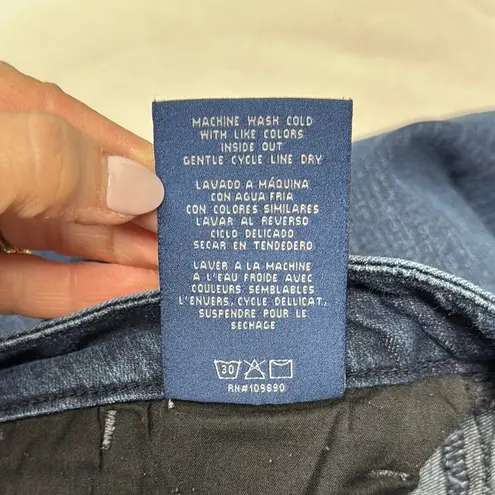 MACHINE WASH COLD
WITH LIKE COLORS
INSIDE OUT
GENTLE CYCLE LINE DRY
LAVADO A MÁQUINA
CON AGUA FRIA
CON COLORES SIMILARES
LAVAR AL REVERSO
CICLO DELICADO
SECAR EN TENDEDERO
LAVER A LA MACHINE
A L'EAU FROIDE AVEC
COULEURS SEMBLABLES
L'ENVERS, CYCLE DELLICAT,
SUSPENDRE POUR LE
SECHAGE
30
RN#109890